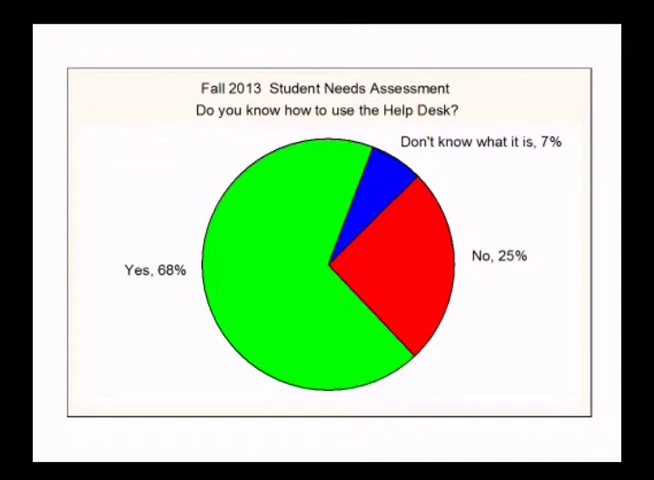 Fall 2013 Student Needs Assessment
Do you know how to use the Help Desk?
Don't know what it is, 7%
No, 25%
Yes, 68%